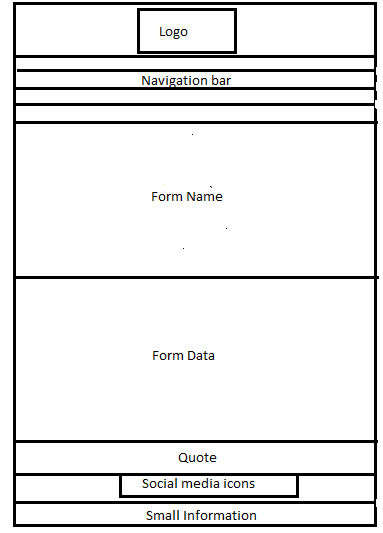 Logo
Navigation bar
Form Name
Form Data
Quote
Social media icons
Small Information